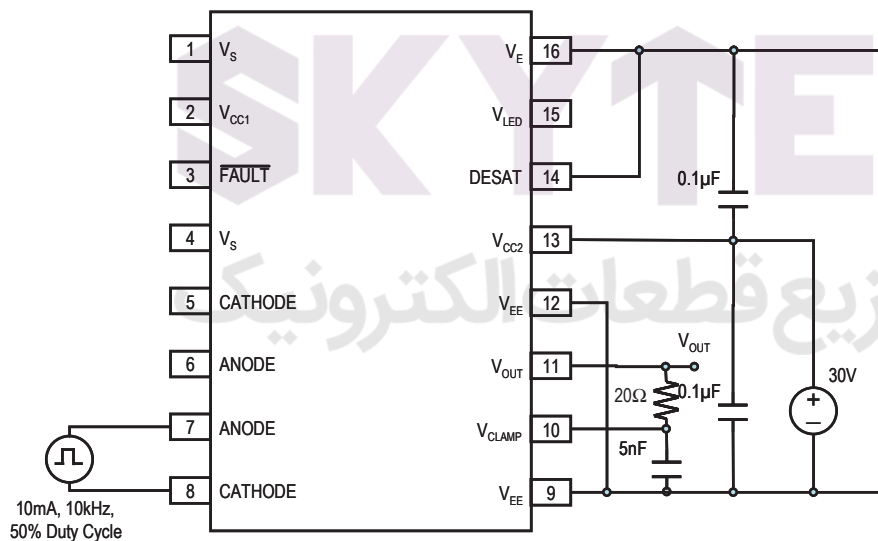 SKYTE
زیع قطعات الکترونیک
1 VS
2 VCC1
3 FAULT
4 VS
5 CATHODE
6 ANODE
7 ANODE
8 CATHODE
VE 16
VLED 15
DESAT 14
VCC2 13
VEE 12
VOUT 11
VCLAMP 10
VEE 9
0.1µF
VOUT
20Ω
0.1µF
5nF
30V
+
–
10mA, 10kHz,
50% Duty Cycle